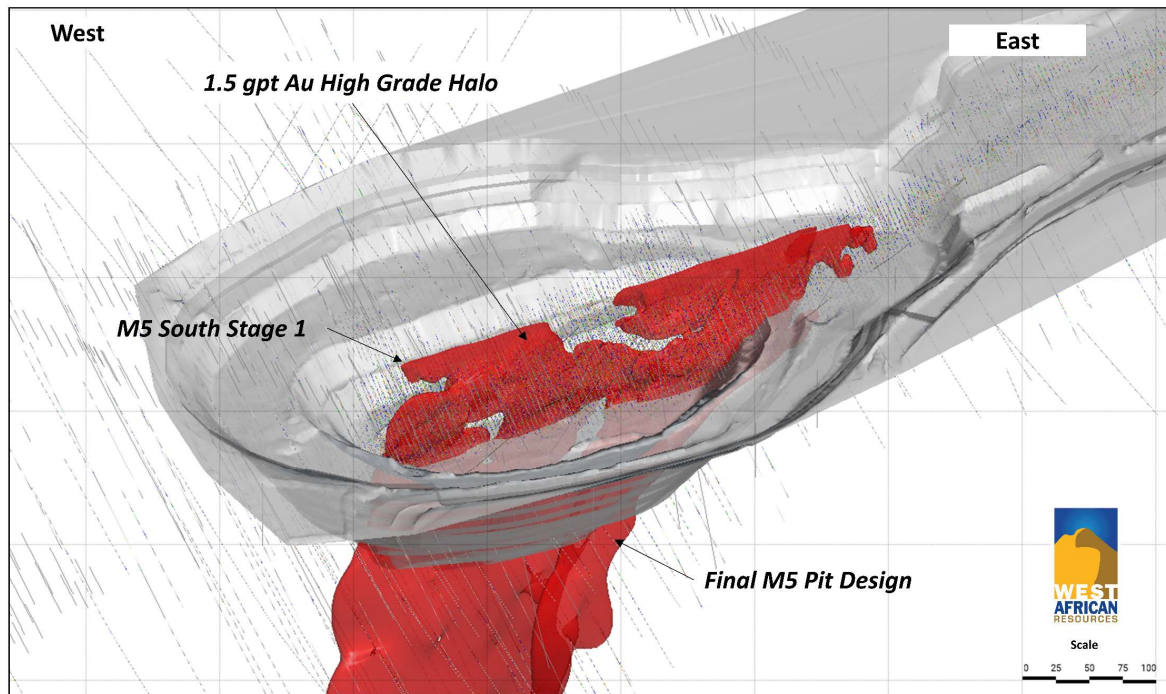 West
East
1.5 gpt Au High Grade Halo
M5 South Stage 1
Final M5 Pit Design
WEST
AFRICAN
RESOURCES
Scale
0 25 50 75 100